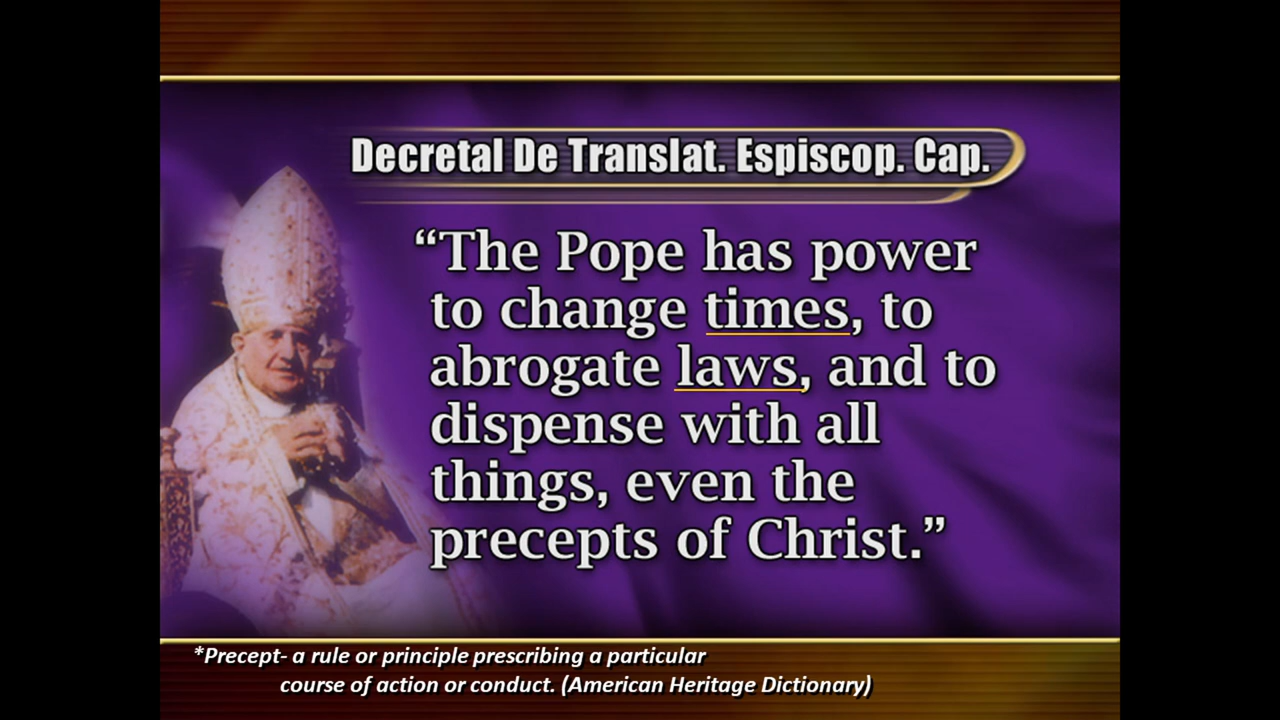 Decretal De Translat. Espiscop. Cap.
“The Pope has power
to change times, to
abrogate laws, and to
dispense with all
things, even the
precepts of Christ.”
*Precept- a rule or principle prescribing a particular
course of action or conduct. (American Heritage Dictionary)